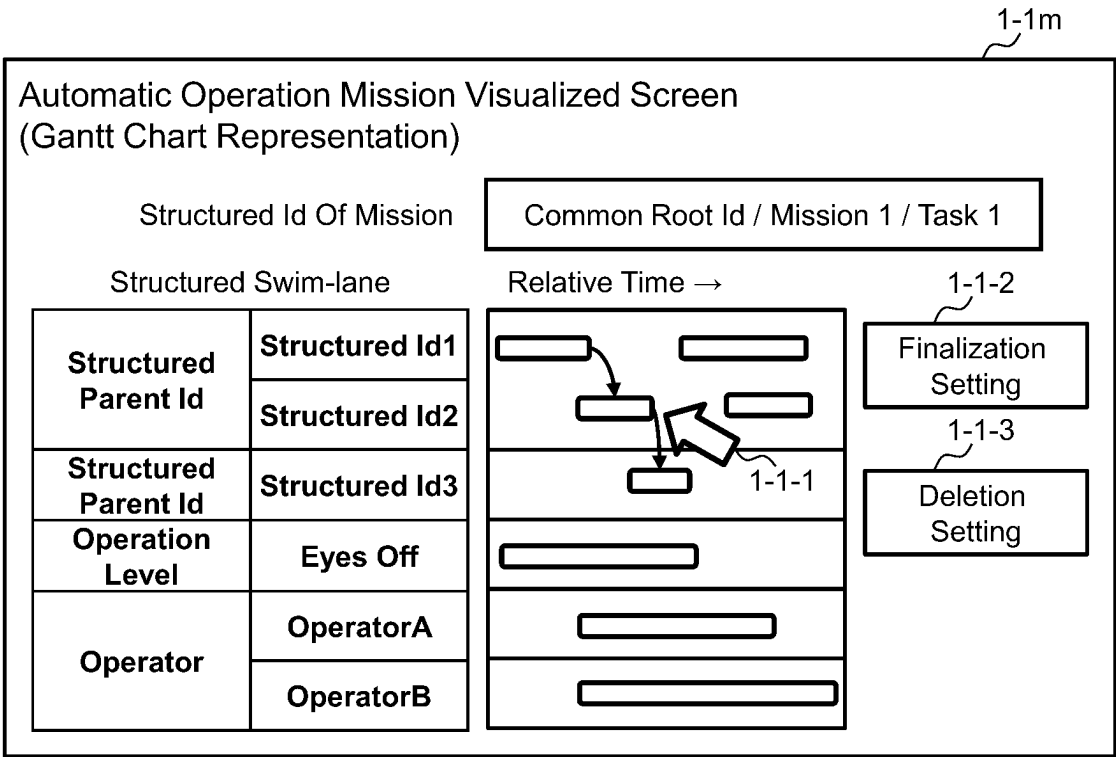 1-1m
Automatic Operation Mission Visualized Screen
(Gantt Chart Representation)
Structured Id Of Mission
Common Root Id / Mission 1 / Task 1
Structured Swim-lane
Relative Time →
1-1-2
Structured
Parent Id
Structured Id1
Structured Id2
Finalization
Setting
1-1-1
1-1-3
Structured
Parent Id
Structured Id3
Deletion
Setting
Operation
Level
Eyes Off
Operator
OperatorA
OperatorB